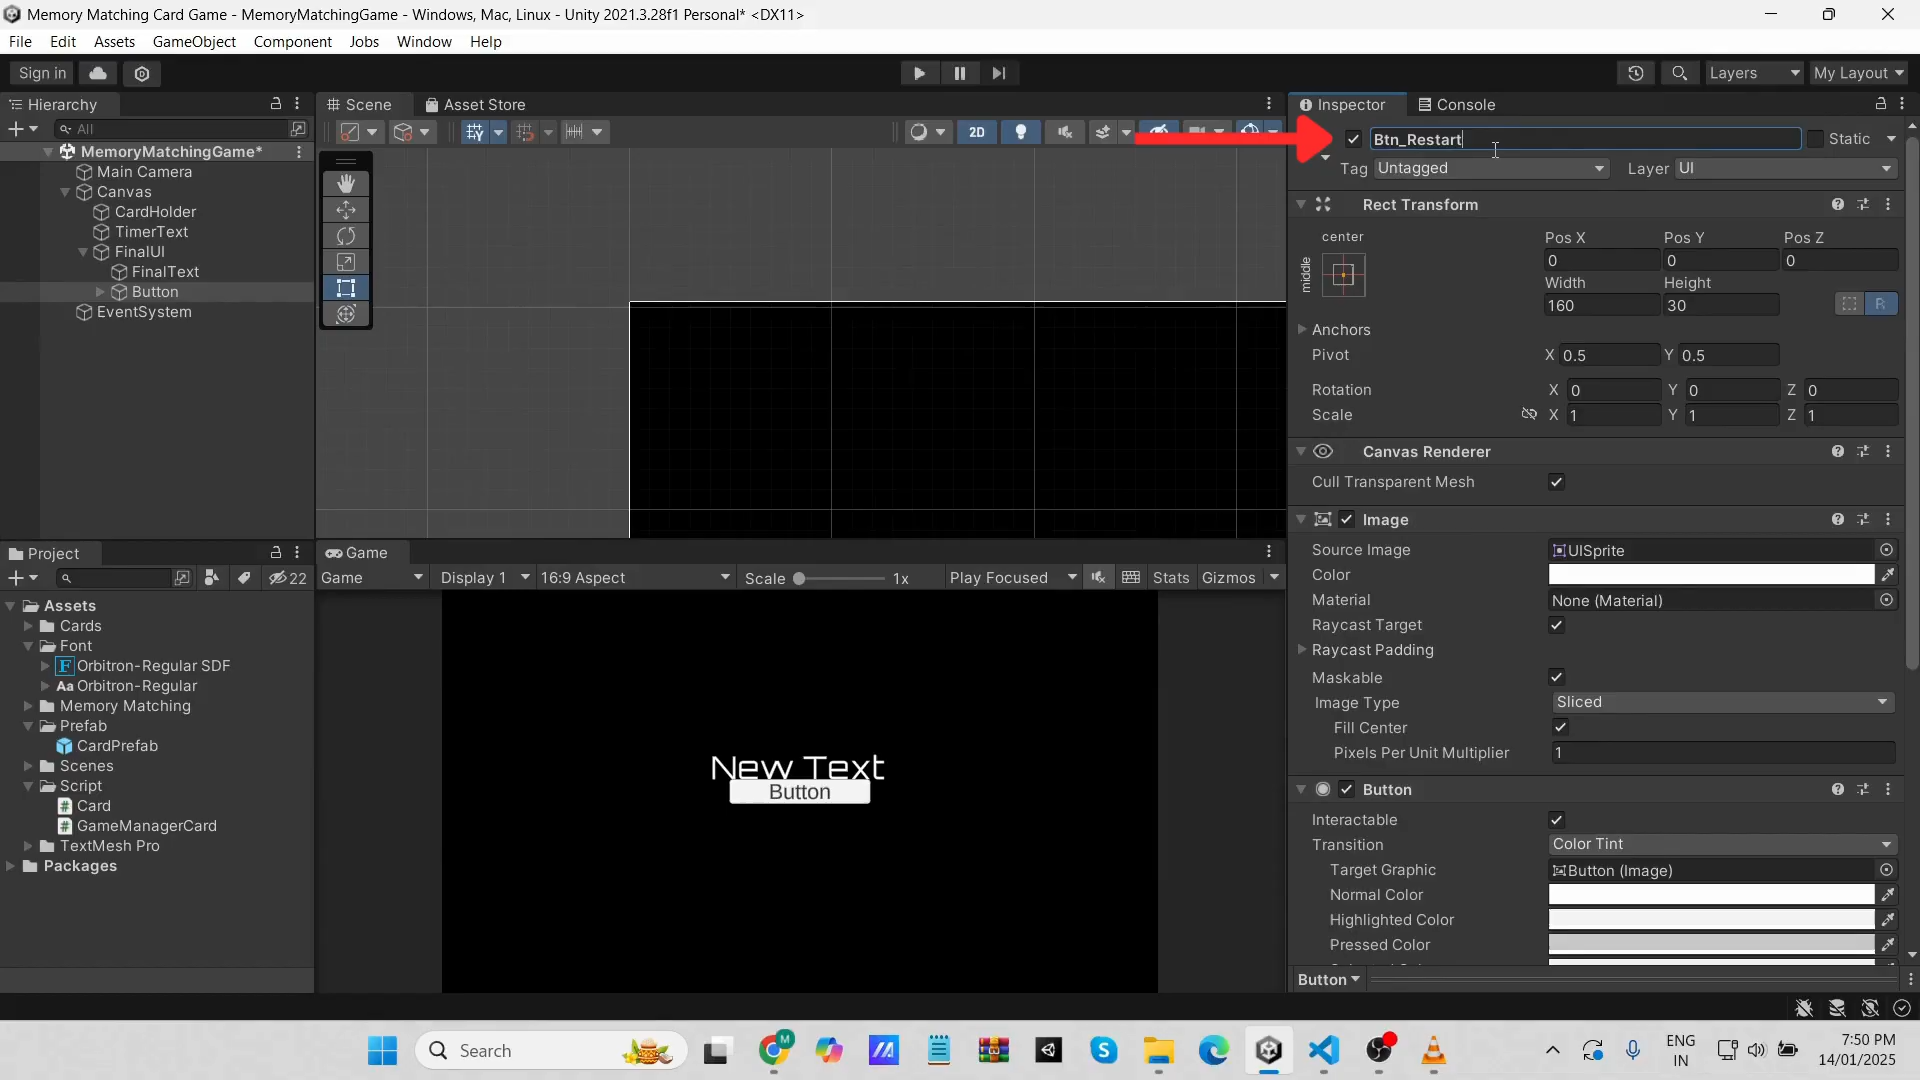 Memory Matching Card Game - MemoryMatchingGame - Windows, Mac, Linux - Unity 2021.3.28f1 Personal* <DX11>
File Edit Assets GameObject Component Jobs Window Help
Sign in
Layers My Layout
Hierarchy
All
MemoryMatchingGame*
Main Camera
Canvas
CardHolder
TimerText
FinalUI
FinalText
Button
EventSystem
Scene Asset Store
2D
Inspector Console
Btn_Restart Static
Tag Untagged Layer UI
Rect Transform
center
middle
Pos X Pos Y Pos Z
0 0 0
Width Height
160 30 R
Anchors
Pivot X 0.5 Y 0.5
Rotation X 0 Y 0 Z 0
Scale X 1 Y 1 Z 1
Canvas Renderer
Cull Transparent Mesh
Image
Source Image UISprite
Color
Material None (Material)
Raycast Target
Raycast Padding
Maskable
Image Type Sliced
Fill Center
Pixels Per Unit Multiplier 1
Button
Interactable
Transition Color Tint
Target Graphic Button (Image)
Normal Color
Highlighted Color
Pressed Color
Button
Project
22
Assets
Cards
Font
Orbitron-Regular SDF
Aa Orbitron-Regular
Memory Matching
Prefab
CardPrefab
Scenes
Script
Card
GameManagerCard
TextMesh Pro
Packages
Game
Game Display 1 16:9 Aspect Scale 1x Play Focused Stats Gizmos
New Text
Button
Search
ENG
IN
7:50 PM
14/01/2025